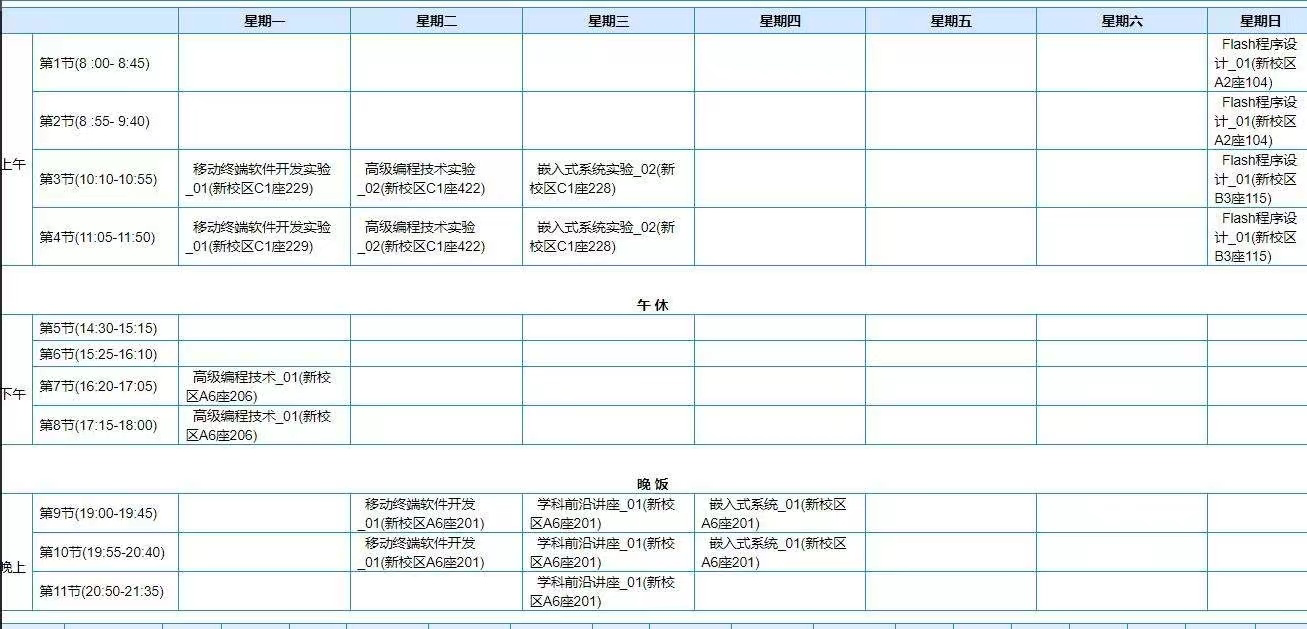 星期一 星期二 星期三 星期四 星期五 星期六 星期日
上午
第1节(8 :00- 8:45)
Flash程序设
计_01(新校区
A2座104)
第2节(8 :55- 9:40)
Flash程序设
计_01(新校区
A2座104)
第3节(10:10-10:55)
移动终端软件开发实验
_01(新校区C1座229)
高级编程技术实验
_02(新校区C1座422)
嵌入式系统实验_02(新
校区C1座228)
Flash程序设
计_01(新校区
B3座115)
第4节(11:05-11:50)
移动终端软件开发实验
_01(新校区C1座229)
高级编程技术实验
_02(新校区C1座422)
嵌入式系统实验_02(新
校区C1座228)
Flash程序设
计_01(新校区
B3座115)
午 休
下午
第5节(14:30-15:15)
第6节(15:25-16:10)
第7节(16:20-17:05)
高级编程技术_01(新校
区A6座206)
第8节(17:15-18:00)
高级编程技术_01(新校
区A6座206)
晚 饭
晚上
第9节(19:00-19:45)
移动终端软件开发
_01(新校区A6座201)
学科前沿讲座_01(新校
区A6座201)
嵌入式系统_01(新校区
A6座201)
第10节(19:55-20:40)
移动终端软件开发
_01(新校区A6座201)
学科前沿讲座_01(新校
区A6座201)
嵌入式系统_01(新校区
A6座201)
第11节(20:50-21:35)
学科前沿讲座_01(新校
区A6座201)